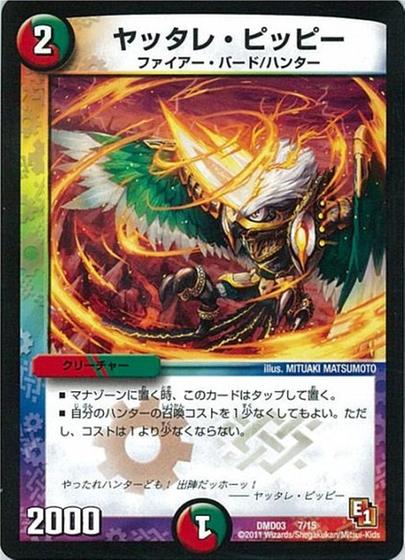 2
ヤッタレ・ピッピー
ファイアー・バード/ハンター
クリーチャー
illus. MITUAKI MATSUMOTO
■ マナゾーンに置く時、このカードはタップして置く。
■ 自分のハンターの召喚コストを1少なくしてもよい。ただ
し、コストは1より少なくならない。
やったれハンターども！ 出陣だッホーッ！
―― ヤッタレ・ピッピー
2000
1
DMD03 7/15
©2011 Wizards/Shogakukan/Mitsui-Kids
E1